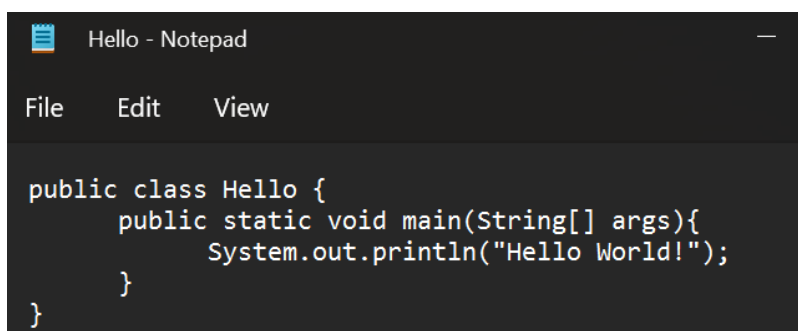 Hello - Notepad
File Edit View
public class Hello {
public static void main(String[] args){
System.out.println("Hello World!");
}
}